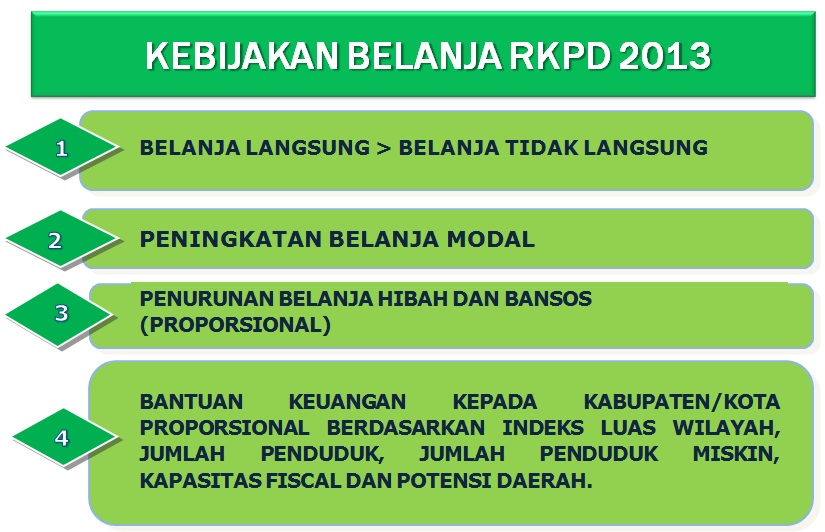 KEBIJAKAN BELANJA RKPD 2013
1
BELANJA LANGSUNG > BELANJA TIDAK LANGSUNG
2
PENINGKATAN BELANJA MODAL
3
PENURUNAN BELANJA HIBAH DAN BANSOS
(PROPORSIONAL)
4
BANTUAN KEUANGAN KEPADA KABUPATEN/KOTA
PROPORSIONAL BERDASARKAN INDEKS LUAS WILAYAH,
JUMLAH PENDUDUK, JUMLAH PENDUDUK MISKIN,
KAPASITAS FISCAL DAN POTENSI DAERAH.